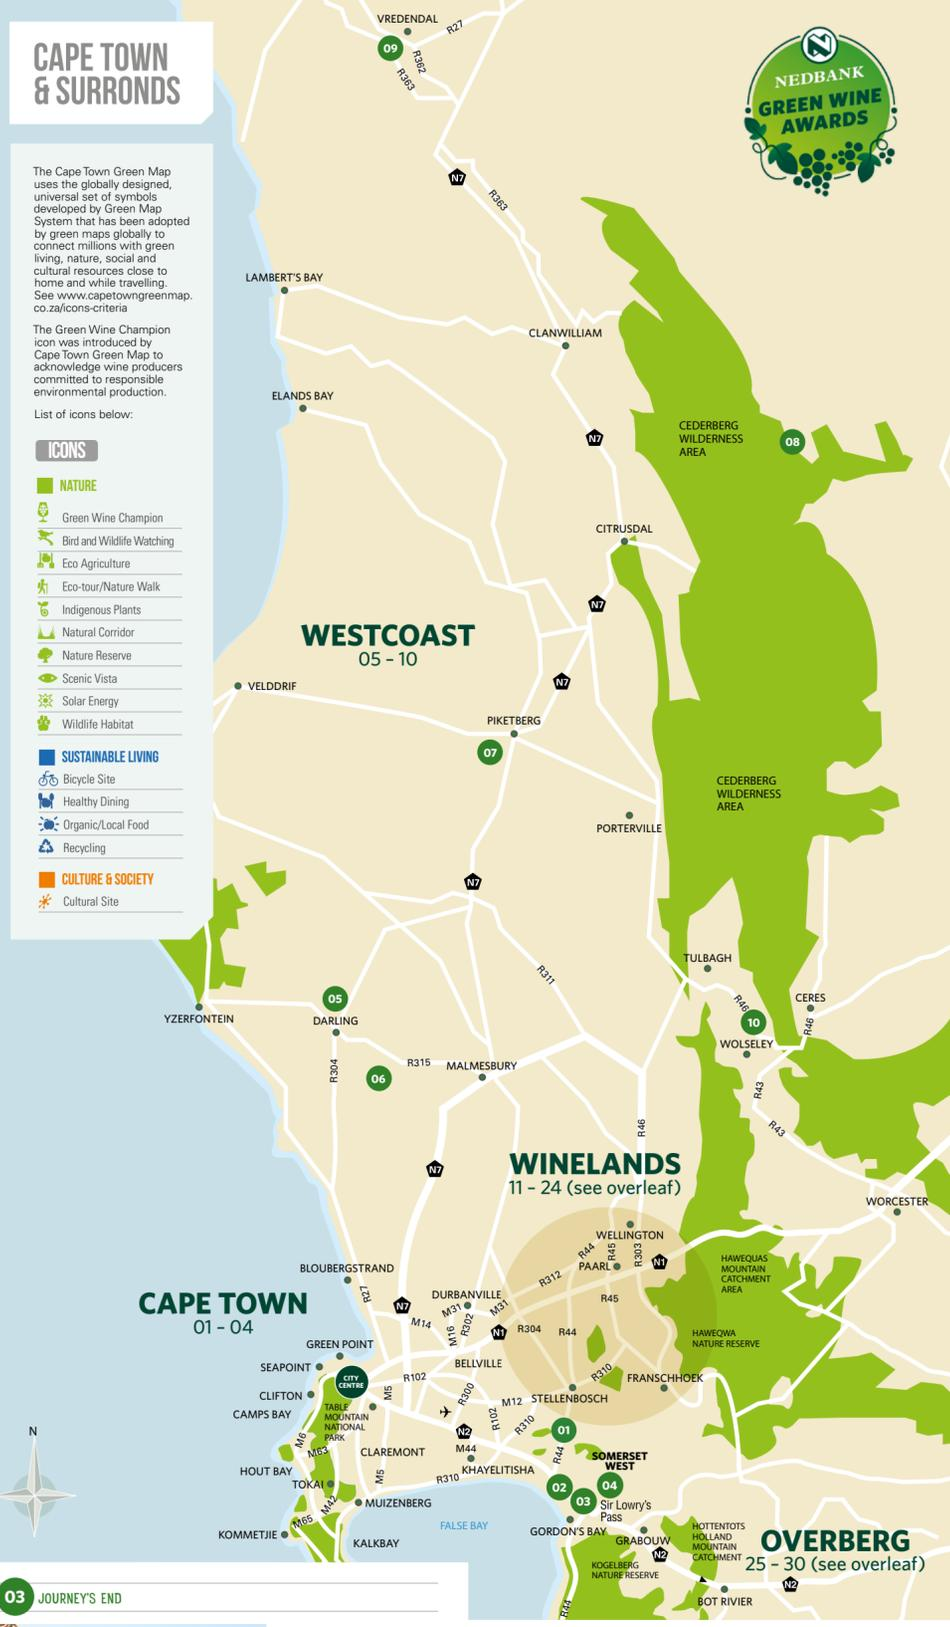 CAPE TOWN
& SURRONDS
The Cape Town Green Map
uses the globally designed,
universal set of symbols
developed by Green Map
System that has been adopted
by green maps globally to
connect millions with green
living, nature, social and
cultural resources close to
home and while travelling.
See www.capetowngreenmap.
co.za/icons-criteria
The Green Wine Champion
icon was introduced by
Cape Town Green Map to
acknowledge wine producers
committed to responsible
environmental production.
List of icons below:
ICONS
NATURE
Green Wine Champion
Bird and Wildlife Watching
Eco Agriculture
Eco-tour/Nature Walk
Indigenous Plants
Natural Corridor
Nature Reserve
Scenic Vista
Solar Energy
Wildlife Habitat
SUSTAINABLE LIVING
Bicycle Site
Healthy Dining
Organic/Local Food
Recycling
CULTURE & SOCIETY
Cultural Site
NEDBANK
GREEN WINE
AWARDS
VREDENDAL
R27
09
R362
R363
N7
R363
LAMBERT'S BAY
CLANWILLIAM
ELANDS BAY
N7
CEDERBERG
WILDERNESS
AREA
08
CITRUSDAL
N7
WESTCOAST
05 - 10
VELDDRIF
N7
PIKETBERG
07
CEDERBERG
WILDERNESS
AREA
PORTERVILLE
N7
TULBAGH
R311
R46
CERES
05
DARLING
YZERFONTEIN
10
R46
WOLSELEY
R304
R315
MALMESBURY
06
R43
R43
R46
N7
WINELANDS
11 - 24 (see overleaf)
WORCESTER
WELLINGTON
R44
R45
R303
N1
PAARL
HAWEQUAS
MOUNTAIN
CATCHMENT
AREA
BLOUBERGSTRAND
R27
R312
CAPE TOWN
01 - 04
N7
DURBANVILLE
M31
M31
R45
M14
M16
R302
N1
R304
R44
HAWEQWA
NATURE RESERVE
GREEN POINT
SEAPOINT
BELLVILLE
CITY
CENTRE
R102
R310
FRANSCHHOEK
CLIFTON
M5
R300
M12
STELLENBOSCH
CAMPS BAY
TABLE
MOUNTAIN
NATIONAL
PARK
R102
R310
N2
01
M6
M63
CLAREMONT
M44
R44
SOMERSET
WEST
HOUT BAY
KHAYELITSHA
TOKAI
M5
R310
02
03
04
M42
MUIZENBERG
Sir Lowry's
Pass
M65
FALSE BAY
GORDON'S BAY
KOMMETJIE
KALKBAY
GRABOUW
N2
HOTTENTOTS
HOLLAND
MOUNTAIN
CATCHMENT
OVERBERG
25 - 30 (see overleaf)
KOGELBERG
NATURE RESERVE
N2
BOT RIVIER
R44
N
03
JOURNEY'S END